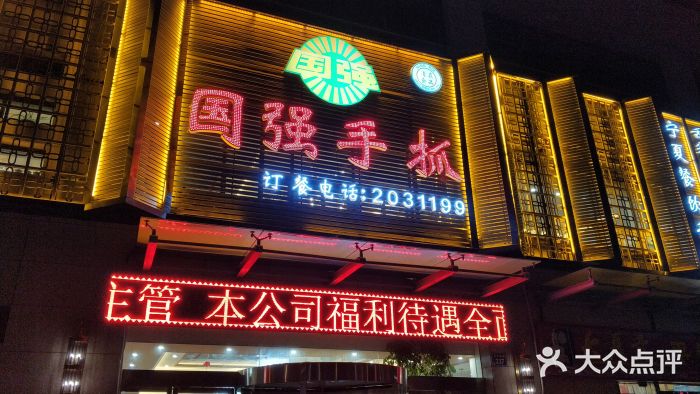 国强
国强手抓
订餐电话:2031199
宁夏餐饮
主管 本公司福利待遇全
大众点评